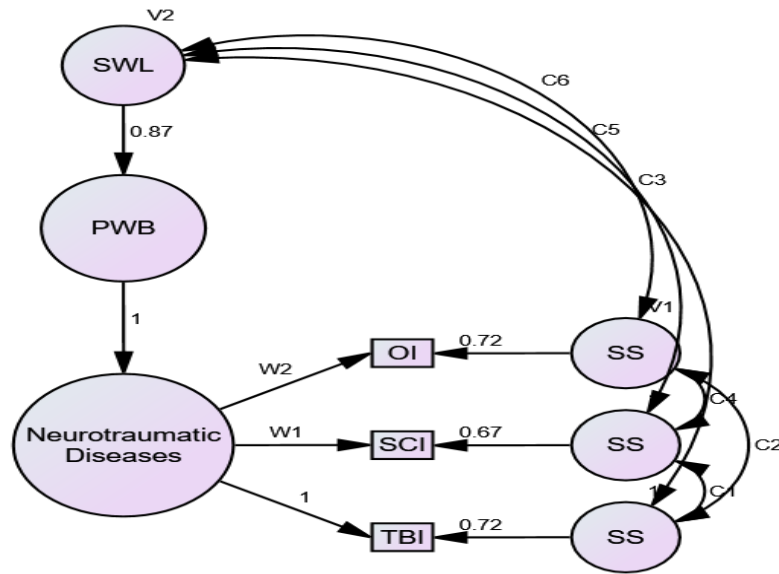 V2
SWL
C6
0.87
C5
C3
PWB
1
V1
OI
0.72
SS
W2
C4
Neurotraumatic
Diseases
W1
SCI
0.67
SS
C2
1
1
C1
TBI
0.72
SS